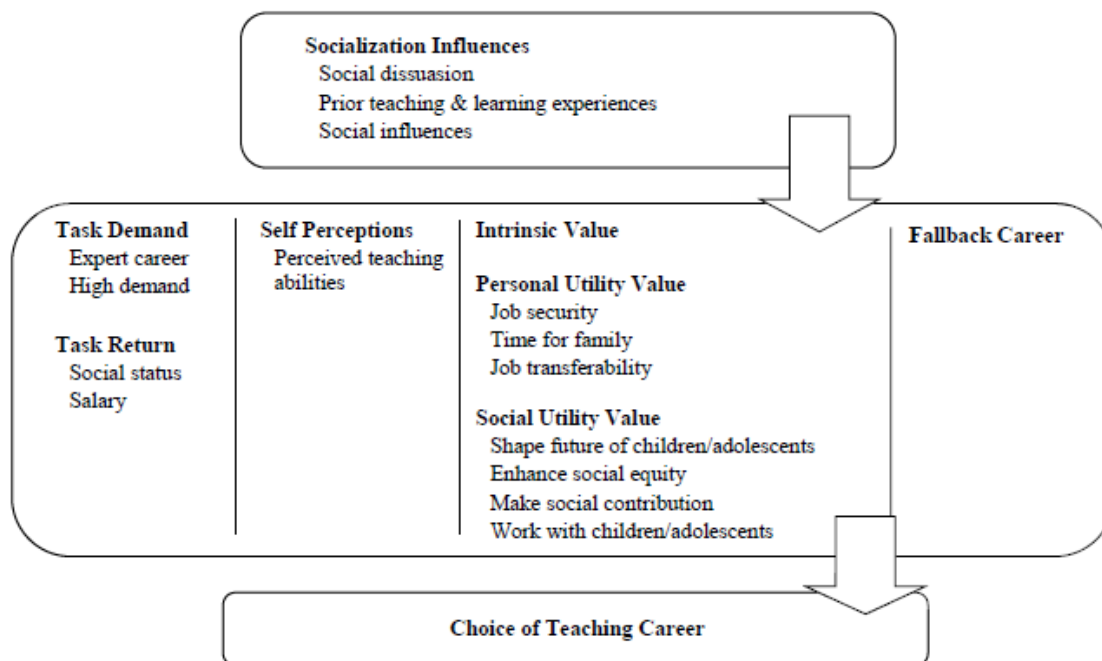 Socialization Influences
Social dissuasion
Prior teaching & learning experiences
Social influences
Task Demand
Expert career
High demand
Task Return
Social status
Salary
Self Perceptions
Perceived teaching
abilities
Intrinsic Value
Personal Utility Value
Job security
Time for family
Job transferability
Social Utility Value
Shape future of children/adolescents
Enhance social equity
Make social contribution
Work with children/adolescents
Fallback Career
Choice of Teaching Career